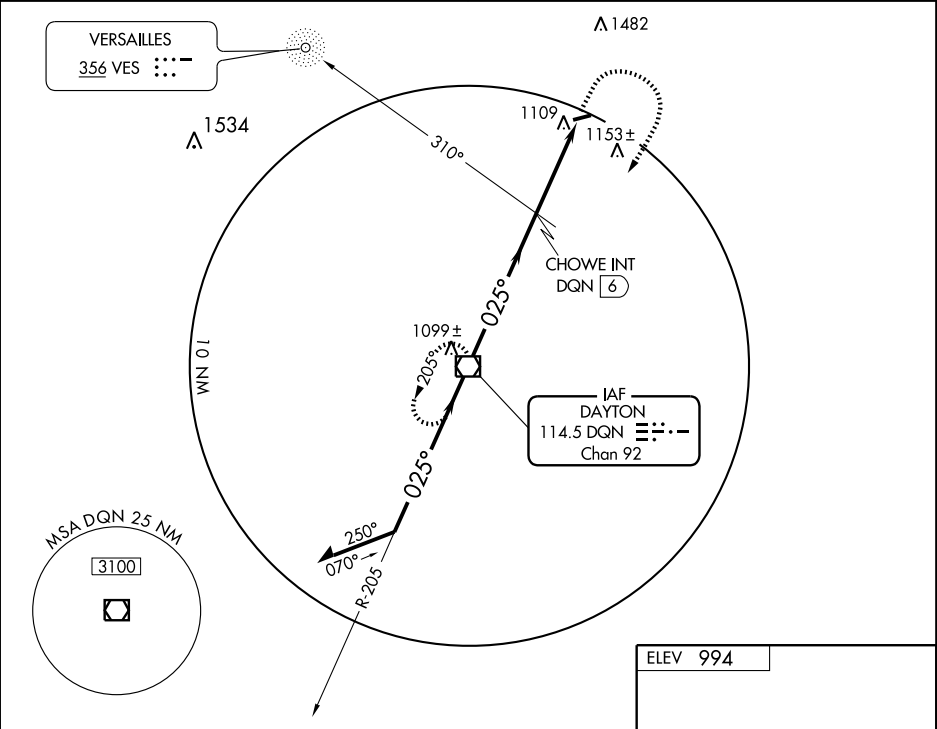 VERSAILLES
356 VES
1482
1534
310°
1109
1153±
CHOWE INT
DQN 6
025°
1099±
205°
10 NM
IAF
DAYTON
114.5 DQN
Chan 92
025°
250°
070°
R-205
MSA DQN 25 NM
3100
ELEV 994